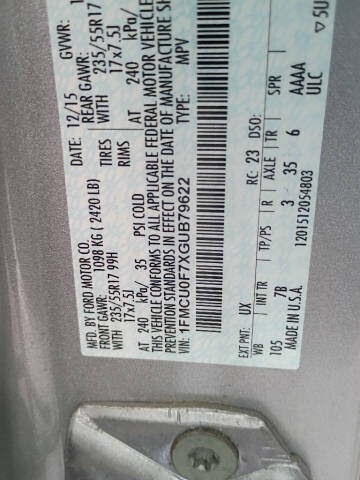 MFD. BY FORD MOTOR CO.
DATE: 12/15 GVWR:
FRONT GAWR: 1098 KG (2420 LB) REAR GAWR:
WITH 235/55R17 99H TIRES WITH 235/55R17
17x7.5J RIMS 17x7.5J
AT 240 kPa/ 35 PSI COLD AT 240 kPa/
THIS VEHICLE CONFORMS TO ALL APPLICABLE FEDERAL MOTOR VEHICLE
PREVENTION STANDARDS IN EFFECT ON THE DATE OF MANUFACTURE SH
VIN: 1FMCU0F7XGUB79622
TYPE: MPV
EXT PNT: UX RC: 23 DSO:
WB INT TR TP/PS R AXLE TR SPR
105 7B 3 35 6 AAAA
MADE IN U.S.A. 1201512054803 ULC
▽5U